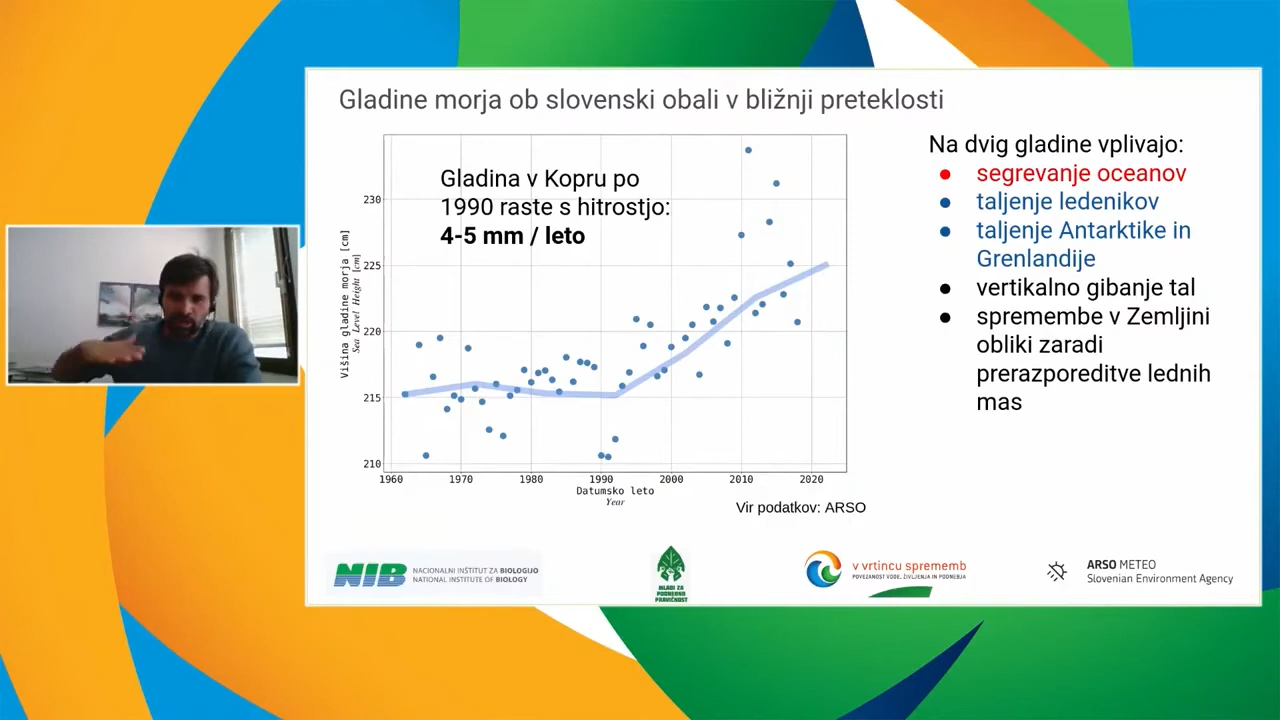 Gladine morja ob slovenski obali v bližnji preteklosti
Gladina v Kopru po
1990 raste s hitrostjo:
4-5 mm / leto
Višina gladine morja [cm]
Sea Level Height [cm]
230
225
220
215
210
1960
1970
1980
1990
2000
2010
2020
Datumsko leto
Year
Vir podatkov: ARSO
Na dvig gladine vplivajo:
● segrevanje oceanov
● taljenje ledenikov
● taljenje Antarktike in
Grenlandije
● vertikalno gibanje tal
● spremembe v Zemljini
obliki zaradi
prerazporeditve lednih
mas
NIB
NACIONALNI INŠTITUT ZA BIOLOGIJO
NATIONAL INSTITUTE OF BIOLOGY
MLADI ZA
PODNEBNO
PRAVIČNOST
v vrtincu sprememb
POVEZANOST VODE, ŽIVLJENJA IN PODNEBJA
ARSO METEO
Slovenian Environment Agency